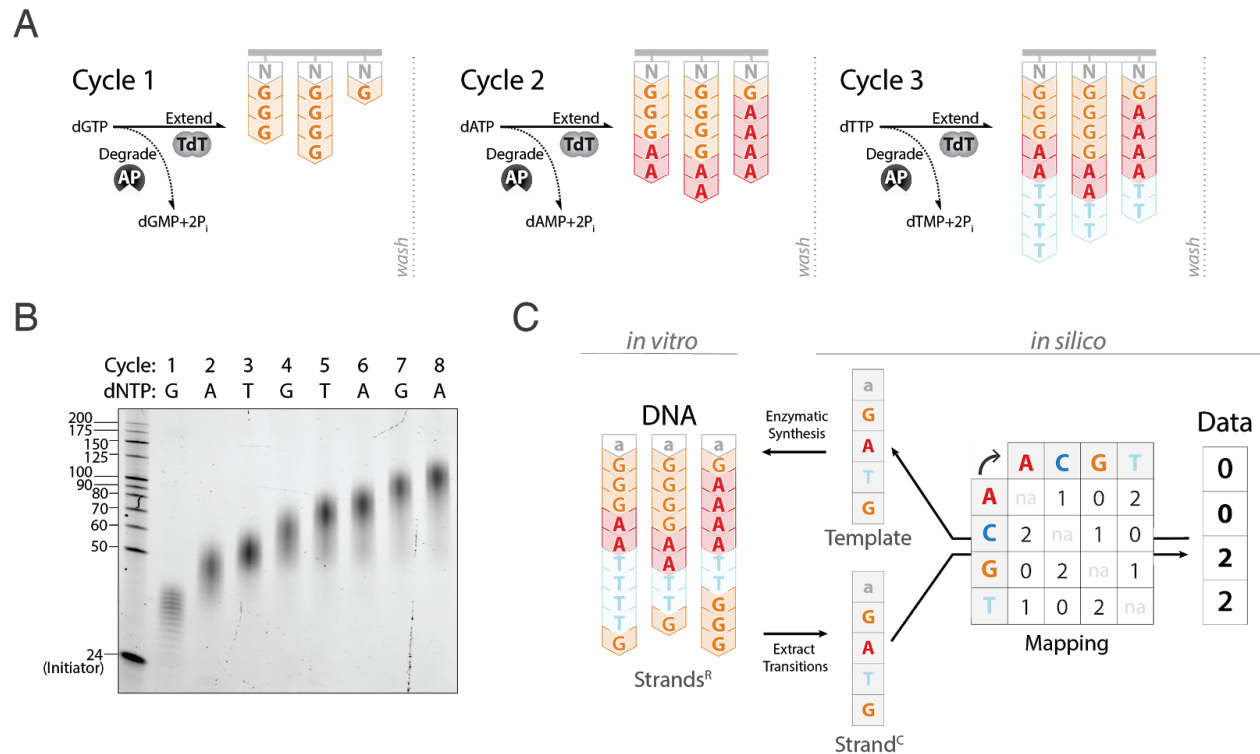 A
Cycle 1
dGTP
Extend
TdT
Degrade
AP
dGMP+2Pi
N N N
G G G
G G
G G
G
wash
Cycle 2
dATP
Extend
TdT
Degrade
AP
dAMP+2Pi
N N N
G G G
G G A
G G A
A G A
A A A
A
wash
Cycle 3
dTTP
Extend
TdT
Degrade
AP
dTMP+2Pi
N N N
G G G
G G A
G G A
A G A
A A A
T A T
T T T
T T
T
wash
B
Cycle: 1 2 3 4 5 6 7 8
dNTP: G A T G T A G A
200
175
150
125
100
90
80
70
60
50
24
(Initiator)
C
in vitro
in silico
DNA
a a a
G G G
G G A
G G A
A G A
A A A
T A T
T T T
T T G
T G G
G G
StrandsR
Enzymatic
Synthesis
Extract
Transitions
a
G
A
T
G
Template
a
G
A
T
G
StrandC
A C G T
A na 1 0 2
C 2 na 1 0
G 0 2 na 1
T 1 0 2 na
Mapping
Data
0
0
2
2